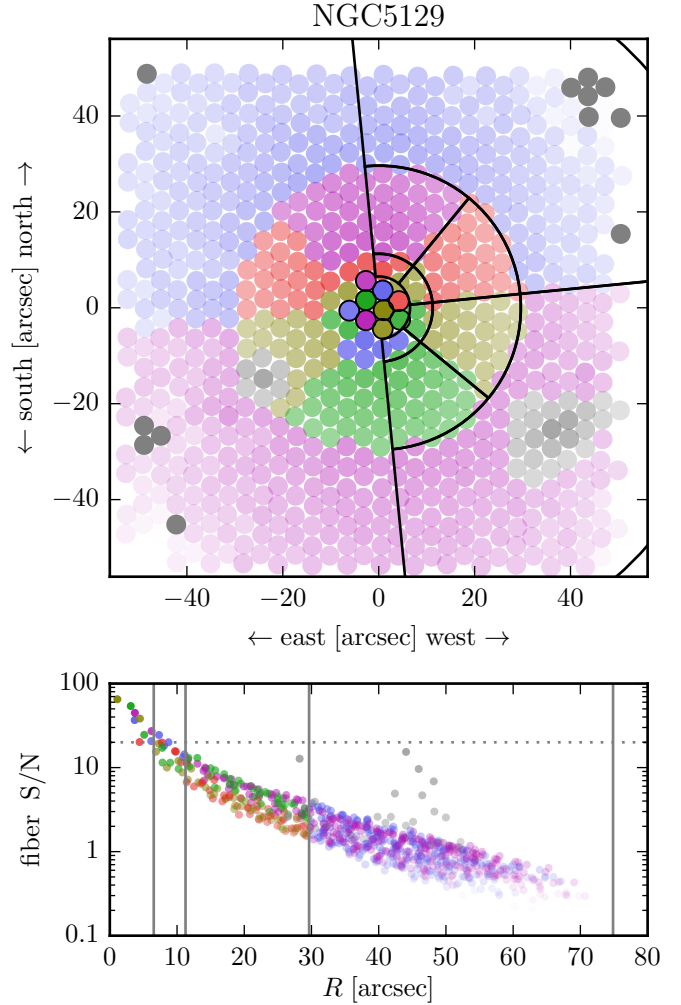 NGC5129
← south [arcsec] north →
40
20
0
−20
−40
−40 −20 0 20 40
← east [arcsec] west →
fiber S/N
100
10
1
0.1
0 10 20 30 40 50 60 70 80
R [arcsec]